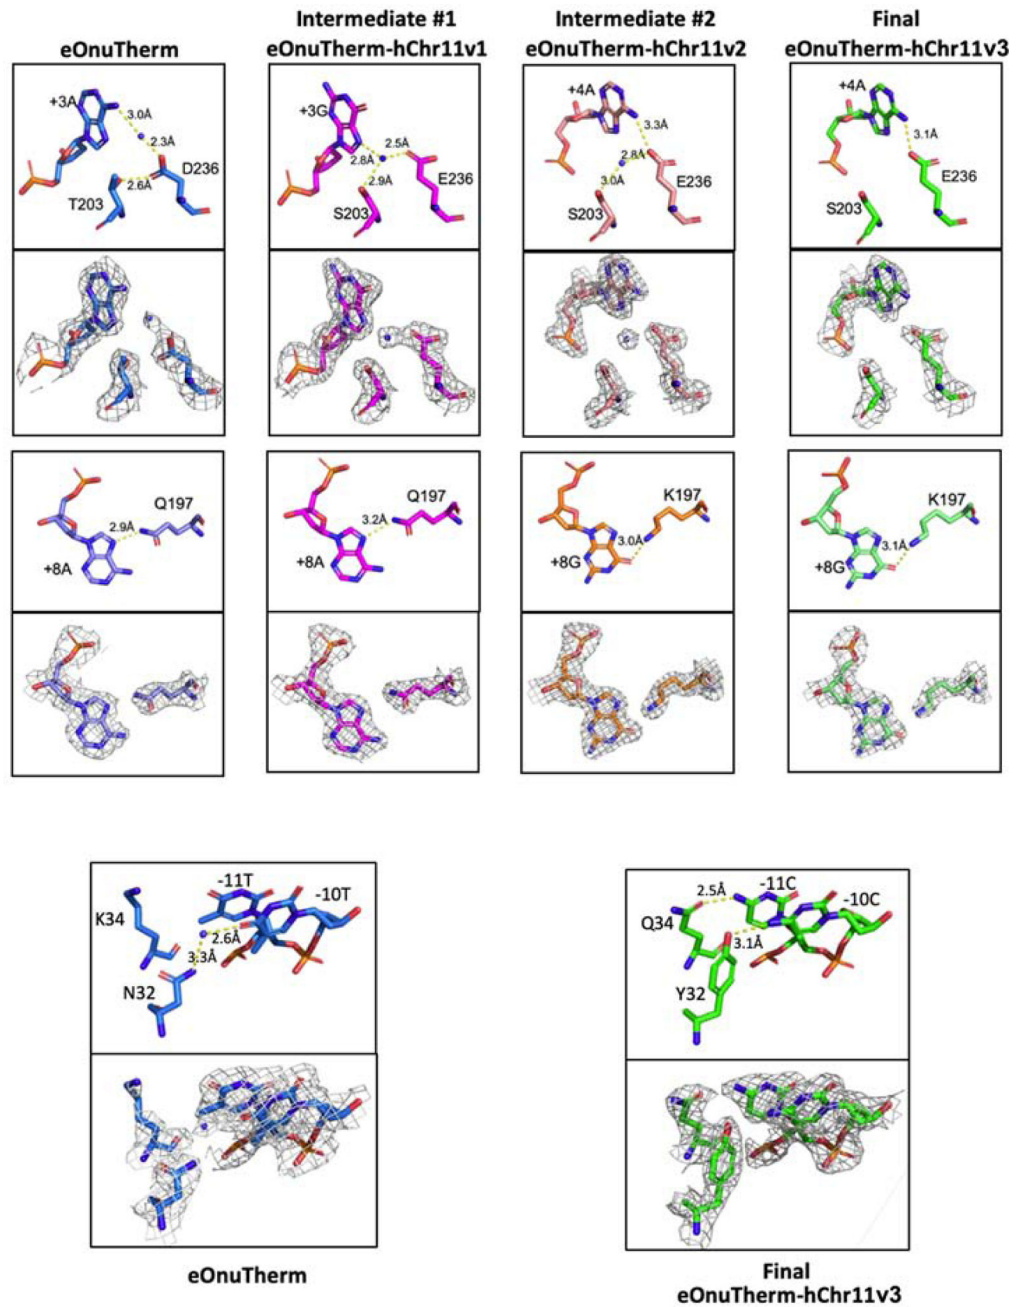 Intermediate #1
Intermediate #2
Final
eOnuTherm
eOnuTherm-hChr11v1
eOnuTherm-hChr11v2
eOnuTherm-hChr11v3
+3A
3.0Å
2.3Å
D236
2.6Å
T203
+3G
2.5Å
2.8Å
2.9Å
E236
S203
+4A
3.3Å
2.8Å
3.0Å
E236
S203
+4A
3.1Å
E236
S203
Q197
2.9Å
+8A
Q197
3.2Å
+8A
K197
3.0Å
+8G
K197
3.1Å
+8G
-11T
-10T
K34
2.6Å
3.3Å
N32
-11C
2.5Å
-10C
Q34
3.1Å
Y32
eOnuTherm
Final
eOnuTherm-hChr11v3